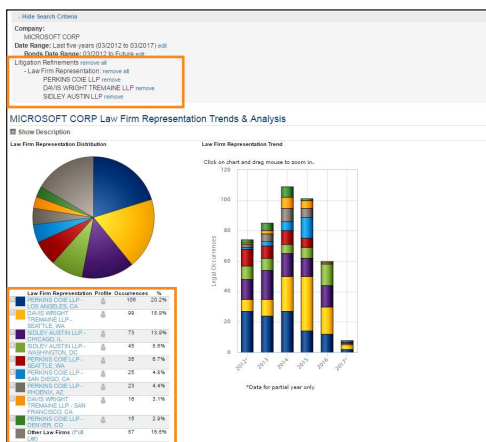 - Hide Search Criteria
Company:
MICROSOFT CORP
Date Range: Last five years (03/2012 to 03/2017) edit
Bonds Date Range: 03/2012 to Future edit
Litigation Refinements remove all
- Law Firm Representation: remove all
PERKINS COIE LLP remove
DAVIS WRIGHT TREMAINE LLP remove
SIDLEY AUSTIN LLP remove
MICROSOFT CORP Law Firm Representation Trends & Analysis
Show Description
Law Firm Representation Distribution
Law Firm Representation Trend
Click on chart and drag mouse to zoom in.
120
100
80
60
40
20
0
Legal Occurrences
2012*
2013
2014
2015
2016
2017*
*Data for partial year only
Law Firm Representation Profile Occurrences %
PERKINS COIE LLP - LOS ANGELES, CA 106 20.2%
DAVIS WRIGHT TREMAINE LLP - SEATTLE, WA 99 18.9%
SIDLEY AUSTIN LLP - CHICAGO, IL 73 13.9%
SIDLEY AUSTIN LLP - WASHINGTON, DC 45 8.6%
PERKINS COIE LLP - SEATTLE, WA 35 6.7%
PERKINS COIE LLP - SAN DIEGO, CA 25 4.8%
PERKINS COIE LLP - PHOENIX, AZ 23 4.4%
DAVIS WRIGHT TREMAINE LLP - SAN FRANCISCO, CA 16 3.1%
PERKINS COIE LLP - DENVER, CO 15 2.9%
Other Law Firms (Full List) 87 16.6%